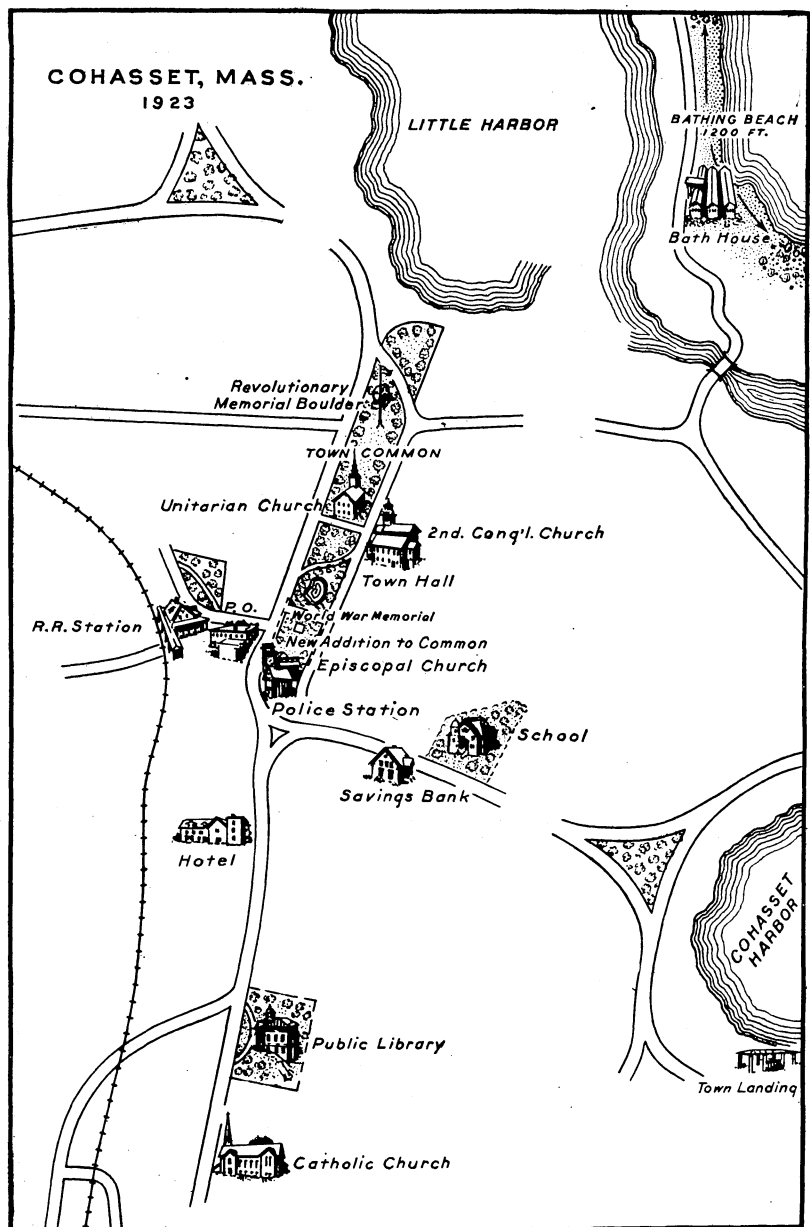 COHASSET, MASS.
1923
LITTLE HARBOR
BATHING BEACH
1200 FT.
Bath House
Revolutionary
Memorial Boulder
TOWN COMMON
Unitarian Church
2nd. Cong'l. Church
Town Hall
P.O.
World War Memorial
R.R. Station
New Addition to Common
Episcopal Church
Police Station
School
Savings Bank
Hotel
COHASSET
HARBOR
Public Library
Town Landing
Catholic Church